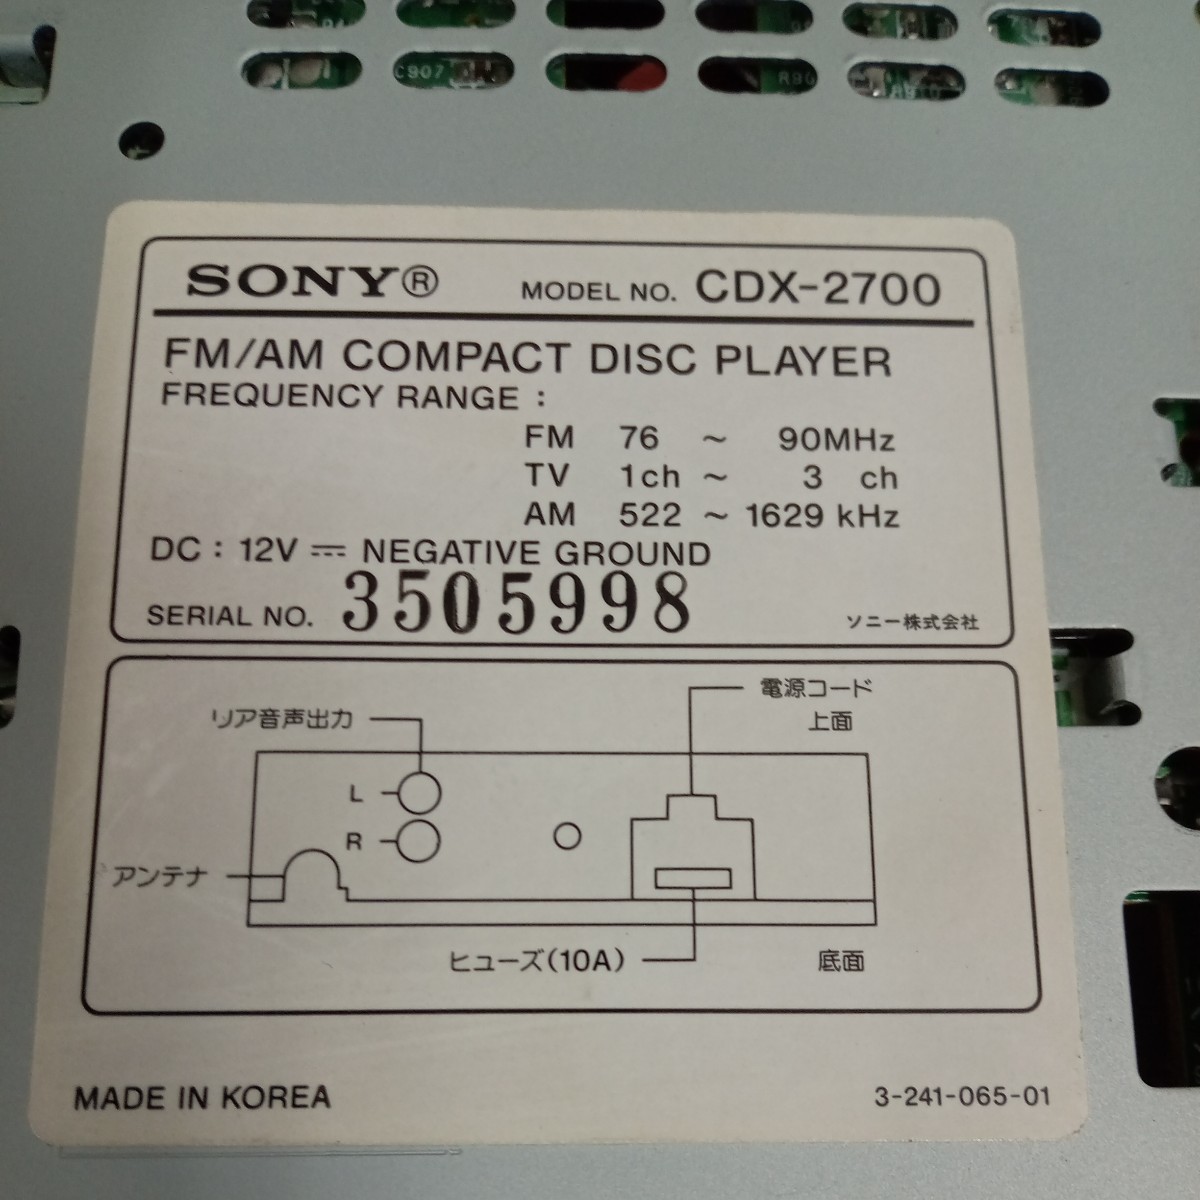 C907
SONY® MODEL NO. CDX-2700
FM/AM COMPACT DISC PLAYER
FREQUENCY RANGE :
FM 76 ~ 90MHz
TV 1ch ~ 3 ch
AM 522 ~ 1629 kHz
DC : 12V ⎓ NEGATIVE GROUND
SERIAL NO. 3505998 ソニー株式会社
電源コード
リア音声出力 上面
L
R
アンテナ
ヒューズ(10A) 底面
MADE IN KOREA 3-241-065-01